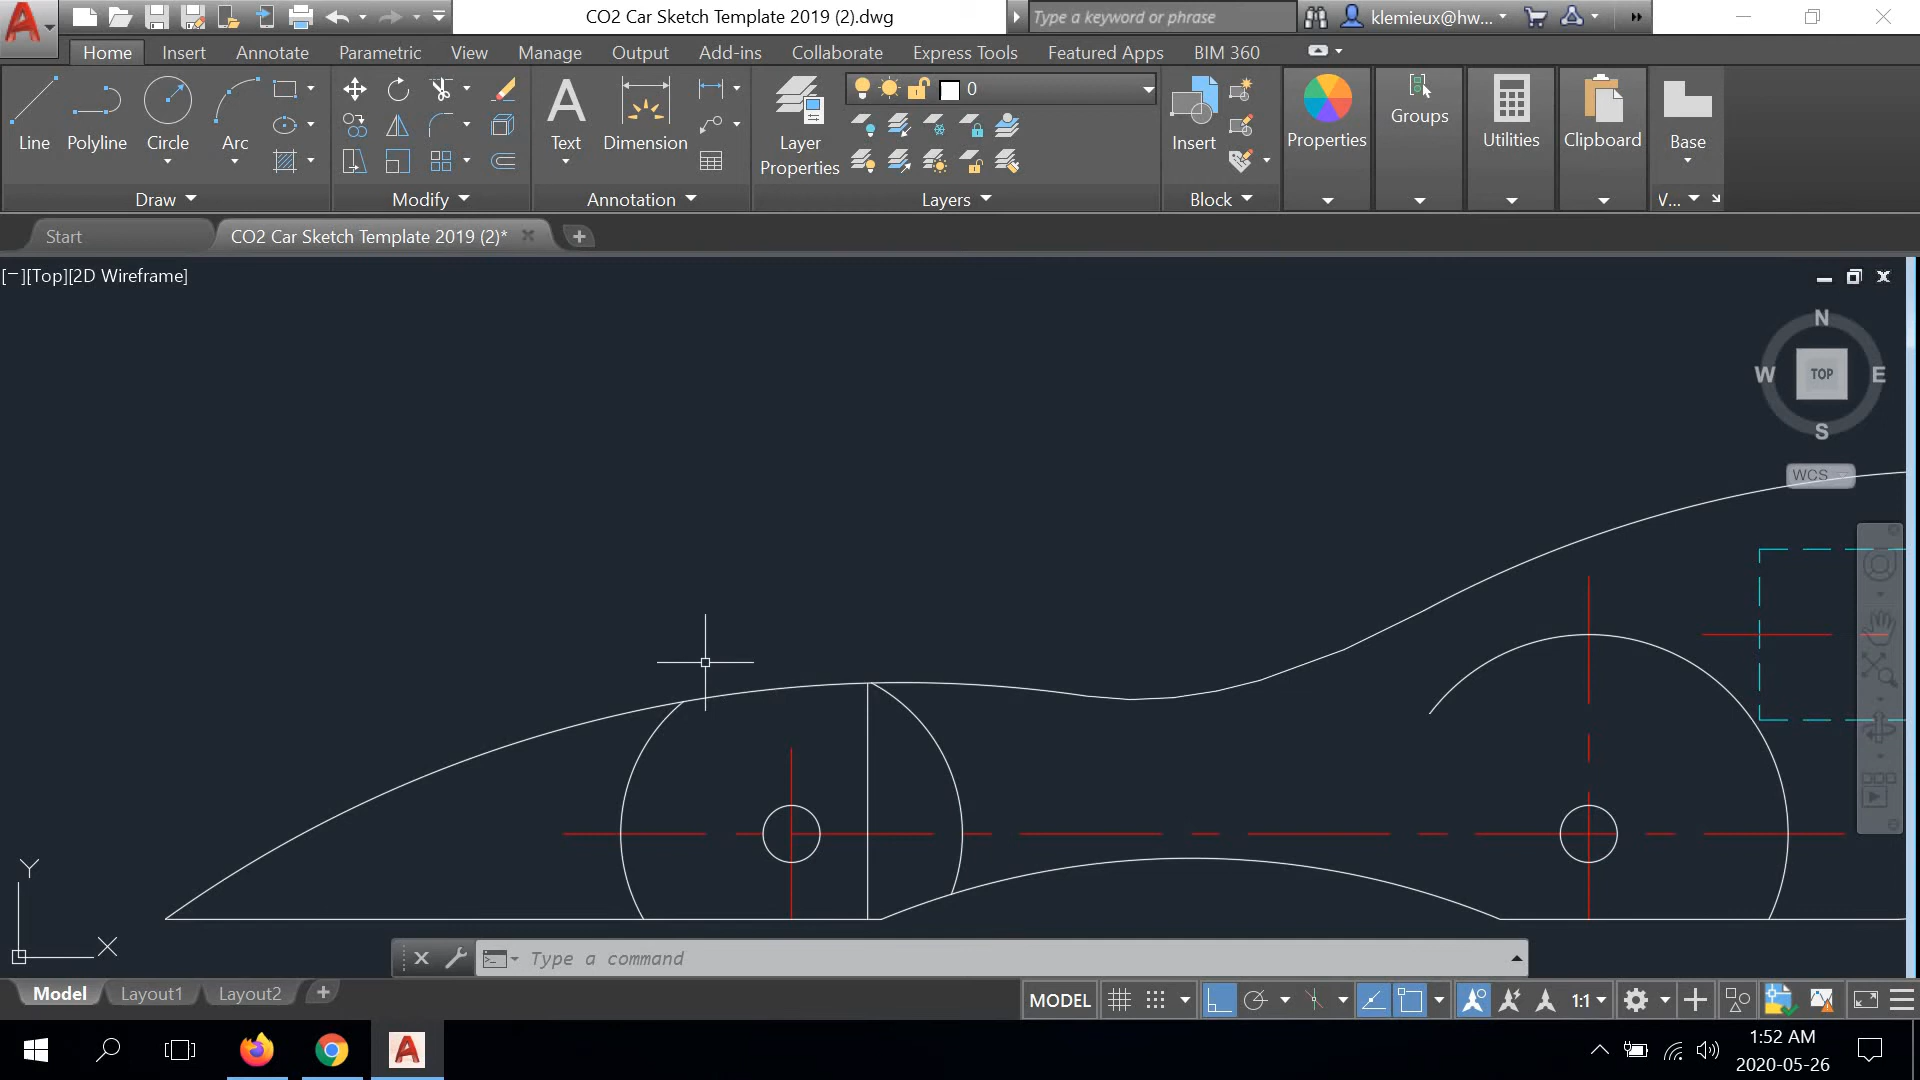 CO2 Car Sketch Template 2019 (2).dwg
Type a keyword or phrase
klemieux@hw...
Home Insert Annotate Parametric View Manage Output Add-ins Collaborate Express Tools Featured Apps BIM 360
0
Line Polyline Circle Arc Text Dimension Layer Properties Insert Properties Groups Utilities Clipboard Base
Draw Modify Annotation Layers Block V...
Start CO2 Car Sketch Template 2019 (2)*
[−][Top][2D Wireframe]
N
W TOP E
S
WCS
Y
X
Type a command
Model Layout1 Layout2
MODEL 1:1
1:52 AM
2020-05-26